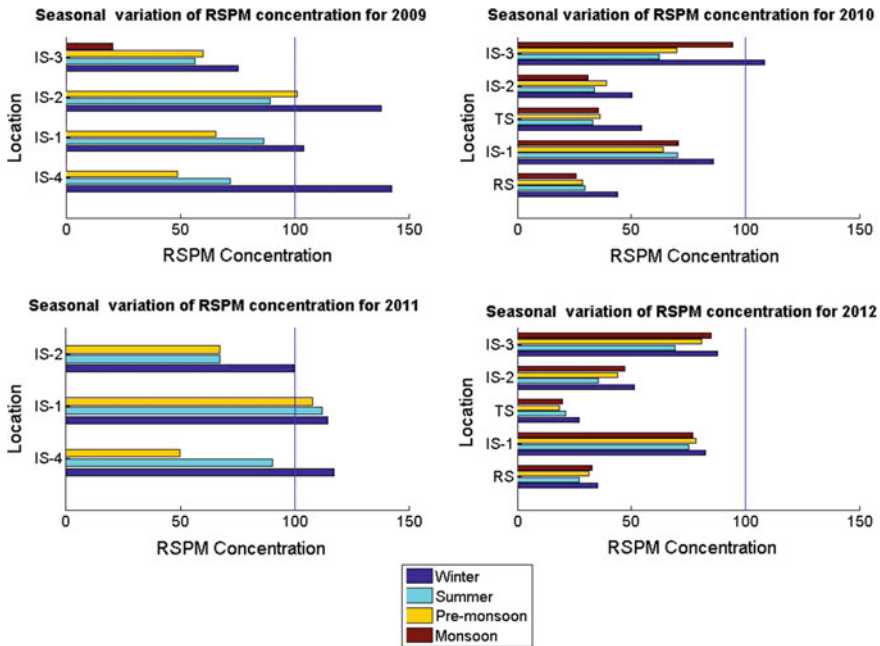 Seasonal variation of RSPM concentration for 2009
Location
IS-3
IS-2
IS-1
IS-4
0 50 100 150
RSPM Concentration
Seasonal variation of RSPM concentration for 2010
Location
IS-3
IS-2
TS
IS-1
RS
0 50 100 150
RSPM Concentration
Seasonal variation of RSPM concentration for 2011
Location
IS-2
IS-1
IS-4
0 50 100 150
RSPM Concentration
Seasonal variation of RSPM concentration for 2012
Location
IS-3
IS-2
TS
IS-1
RS
0 50 100 150
RSPM Concentration
Winter
Summer
Pre-monsoon
Monsoon